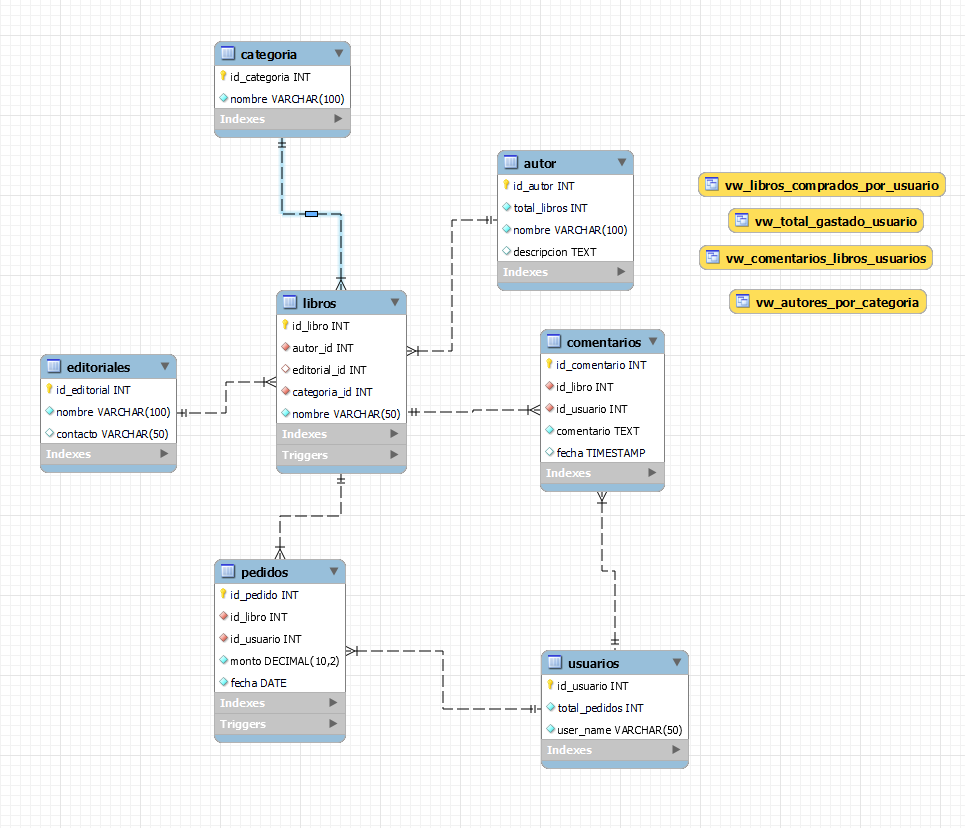 categoria
id_categoria INT
nombre VARCHAR(100)
Indexes
autor
id_autor INT
total_libros INT
nombre VARCHAR(100)
descripcion TEXT
Indexes
vw_libros_comprados_por_usuario
vw_total_gastado_usuario
vw_comentarios_libros_usuarios
vw_autores_por_categoria
libros
id_libro INT
autor_id INT
editorial_id INT
categoria_id INT
nombre VARCHAR(50)
Indexes
Triggers
editoriales
id_editorial INT
nombre VARCHAR(100)
contacto VARCHAR(50)
Indexes
comentarios
id_comentario INT
id_libro INT
id_usuario INT
comentario TEXT
fecha TIMESTAMP
Indexes
pedidos
id_pedido INT
id_libro INT
id_usuario INT
monto DECIMAL(10,2)
fecha DATE
Indexes
Triggers
usuarios
id_usuario INT
total_pedidos INT
user_name VARCHAR(50)
Indexes